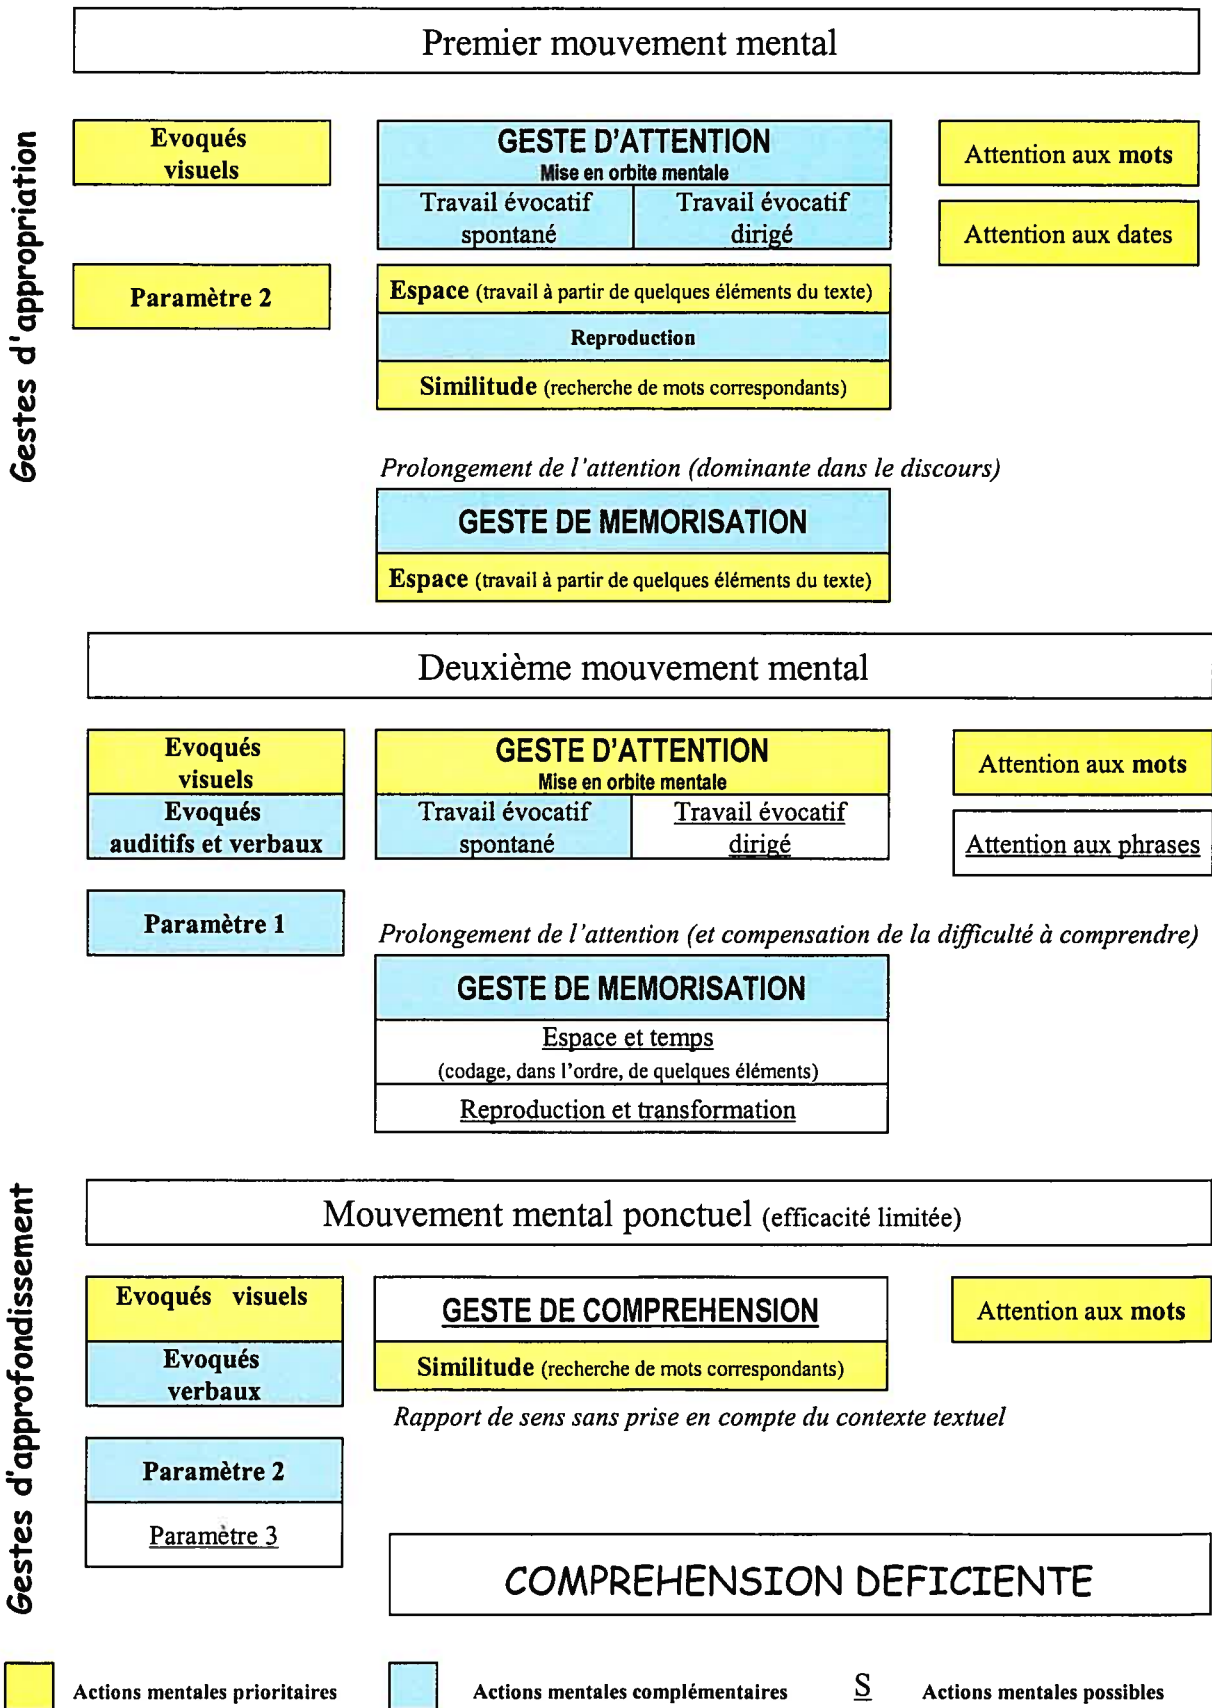 Premier mouvement mental
Gestes d'appropriation
Evoqués
visuels
GESTE D'ATTENTION
Mise en orbite mentale
Travail évocatif
spontané
Travail évocatif
dirigé
Attention aux mots
Attention aux dates
Paramètre 2
Espace (travail à partir de quelques éléments du texte)
Reproduction
Similitude (recherche de mots correspondants)
Prolongement de l'attention (dominante dans le discours)
GESTE DE MEMORISATION
Espace (travail à partir de quelques éléments du texte)
Deuxième mouvement mental
Evoqués
visuels
Evoqués
auditifs et verbaux
GESTE D'ATTENTION
Mise en orbite mentale
Travail évocatif
spontané
Travail évocatif
dirigé
Attention aux mots
Attention aux phrases
Paramètre 1
Prolongement de l'attention (et compensation de la difficulté à comprendre)
GESTE DE MEMORISATION
Espace et temps
(codage, dans l'ordre, de quelques éléments)
Reproduction et transformation
Gestes d'approfondissement
Mouvement mental ponctuel (efficacité limitée)
Evoqués visuels
Evoqués
verbaux
GESTE DE COMPREHENSION
Similitude (recherche de mots correspondants)
Attention aux mots
Rapport de sens sans prise en compte du contexte textuel
Paramètre 2
Paramètre 3
COMPREHENSION DEFICIENTE
Actions mentales prioritaires
Actions mentales complémentaires
S
Actions mentales possibles